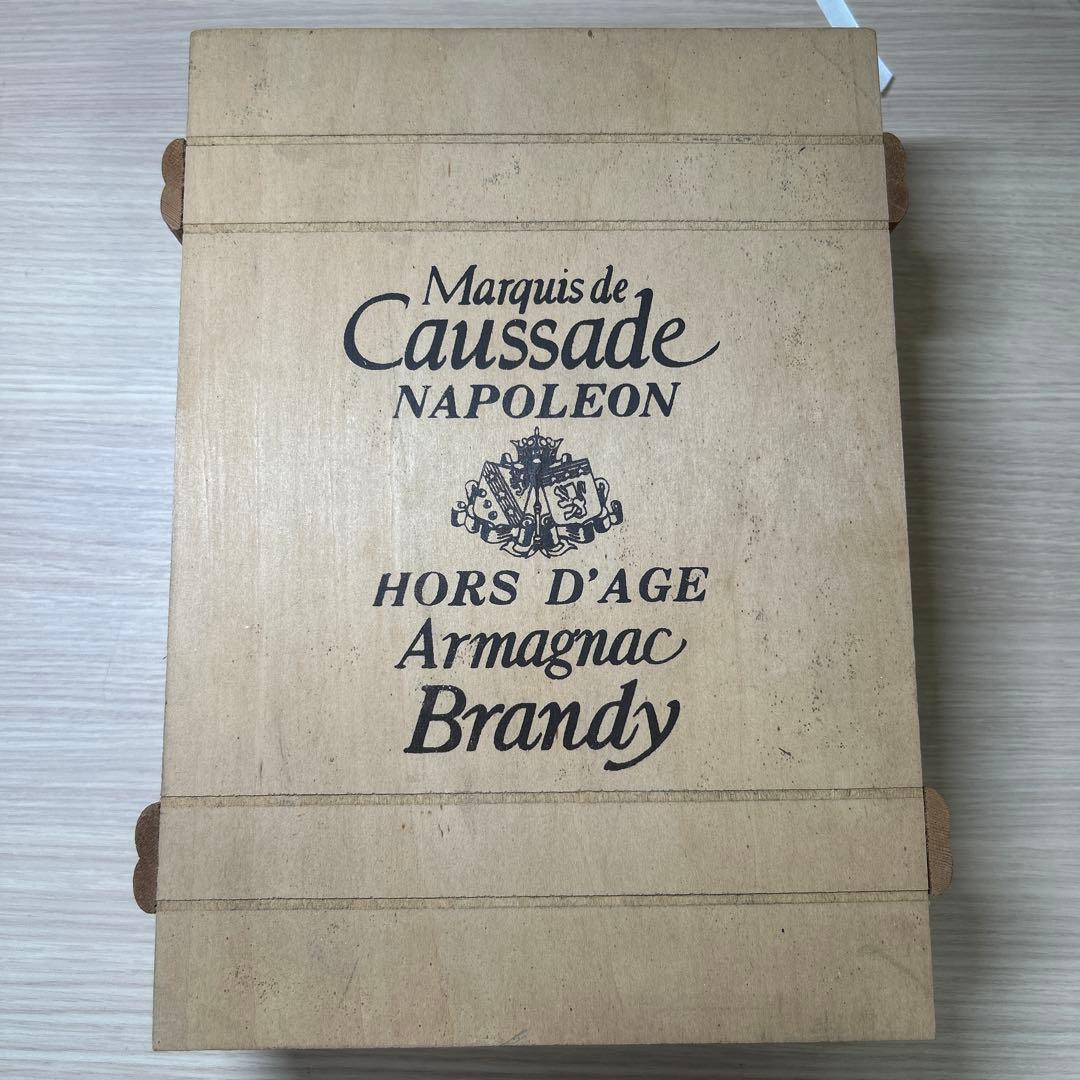 Marquis de
Caussade
NAPOLEON
HORS D'AGE
Armagnac
Brandy